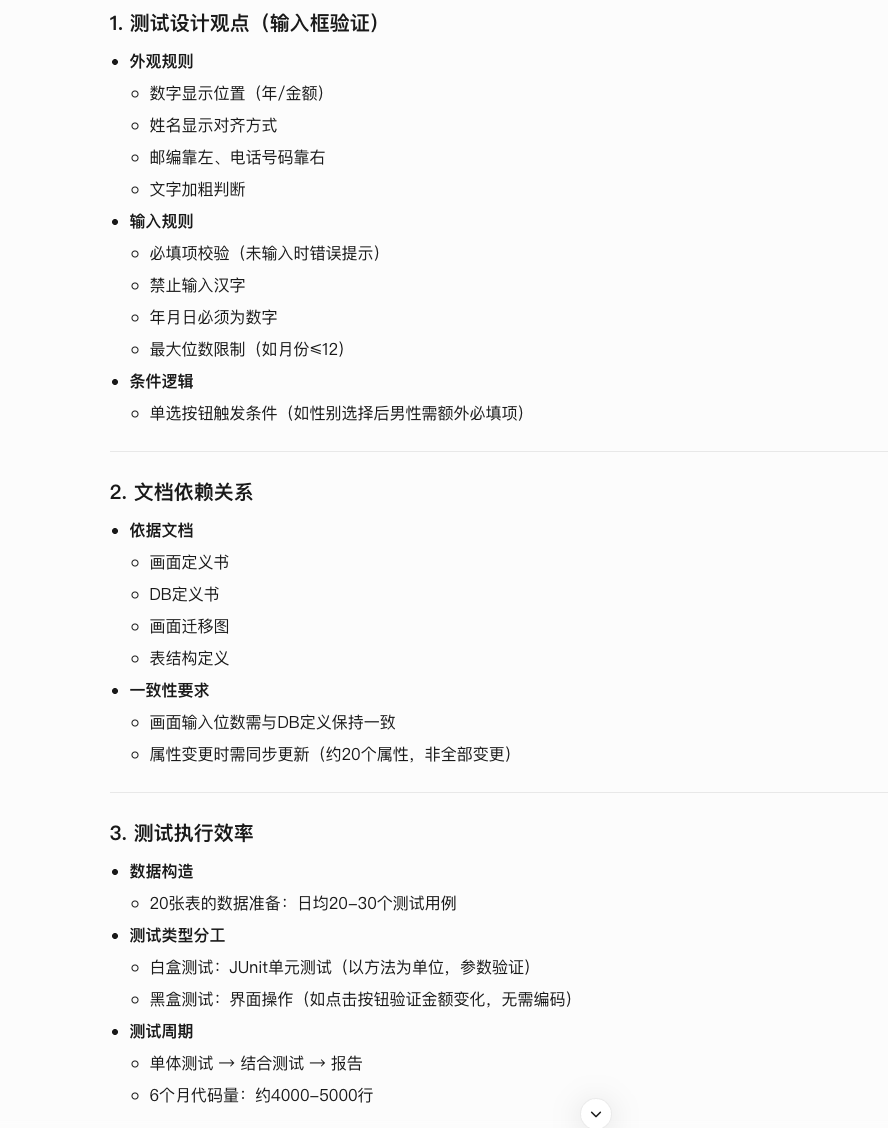 1. 测试设计观点（输入框验证）
• 外观规则
◦ 数字显示位置（年/金额）
◦ 姓名显示对齐方式
◦ 邮编靠左、电话号码靠右
◦ 文字加粗判断
• 输入规则
◦ 必填项校验（未输入时错误提示）
◦ 禁止输入汉字
◦ 年月日必须为数字
◦ 最大位数限制（如月份≤12）
• 条件逻辑
◦ 单选按钮触发条件（如性别选择后男性需额外必填项）
2. 文档依赖关系
• 依据文档
◦ 画面定义书
◦ DB定义书
◦ 画面迁移图
◦ 表结构定义
• 一致性要求
◦ 画面输入位数需与DB定义保持一致
◦ 属性变更时需同步更新（约20个属性，非全部变更）
3. 测试执行效率
• 数据构造
◦ 20张表的数据准备：日均20–30个测试用例
• 测试类型分工
◦ 白盒测试：JUnit单元测试（以方法为单位，参数验证）
◦ 黑盒测试：界面操作（如点击按钮验证金额变化，无需编码）
• 测试周期
◦ 单体测试 → 结合测试 → 报告
◦ 6个月代码量：约4000–5000行